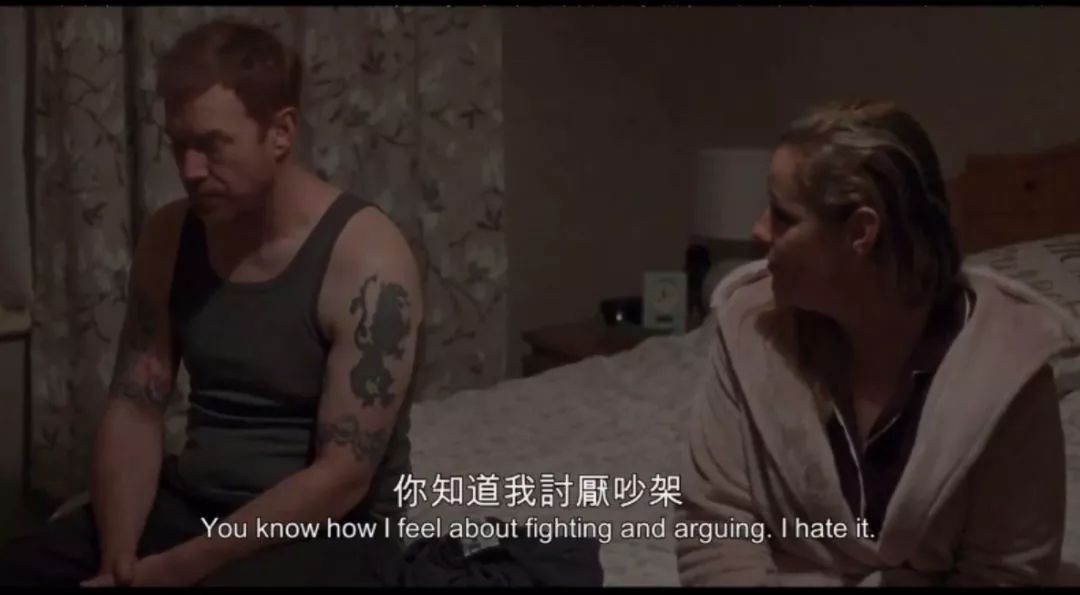 你知道我討厭吵架
You know how I feel about fighting and arguing. I hate it.